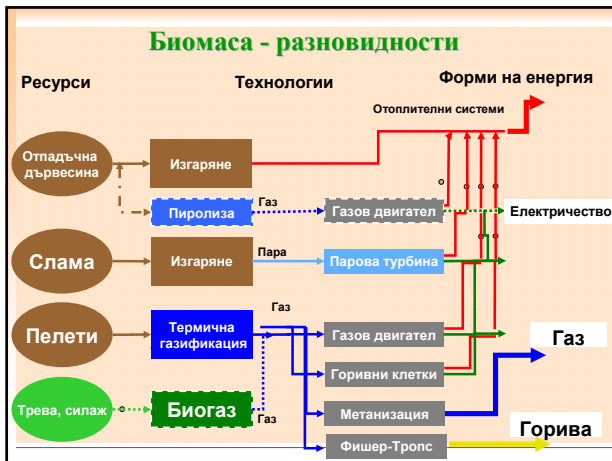 Биомаса - разновидности
Ресурси
Технологии
Форми на енергия
Отоплителни системи
Отпадъчна
дървесина
Изгаряне
Пиролиза
Газ
Газов двигател
Електричество
Слама
Изгаряне
Пара
Парова турбина
Пелети
Термична
газификация
Газ
Газов двигател
Газ
Горивни клетки
Трева, силаж
Биогаз
Газ
Метанизация
Горива
Фишер-Тропс